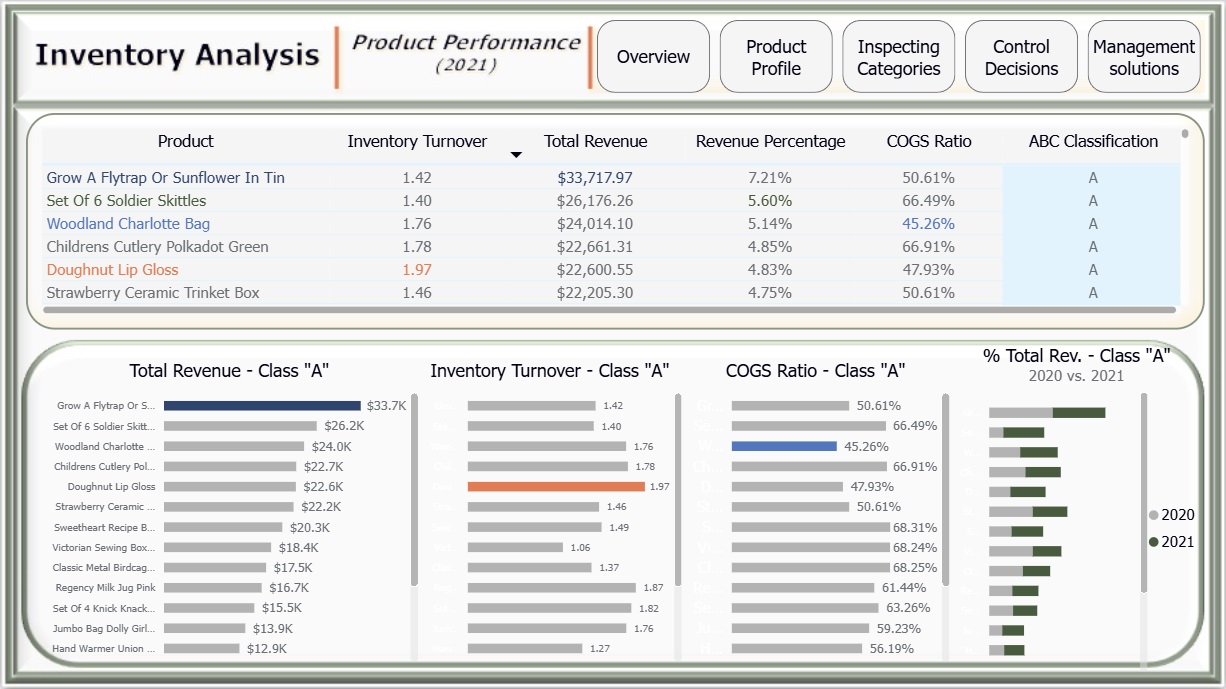 Inventory Analysis
Product Performance
(2021)
Overview
Product
Profile
Inspecting
Categories
Control
Decisions
Management
solutions
Product Inventory Turnover Total Revenue Revenue Percentage COGS Ratio ABC Classification
Grow A Flytrap Or Sunflower In Tin 1.42 $33,717.97 7.21% 50.61% A
Set Of 6 Soldier Skittles 1.40 $26,176.26 5.60% 66.49% A
Woodland Charlotte Bag 1.76 $24,014.10 5.14% 45.26% A
Childrens Cutlery Polkadot Green 1.78 $22,661.31 4.85% 66.91% A
Doughnut Lip Gloss 1.97 $22,600.55 4.83% 47.93% A
Strawberry Ceramic Trinket Box 1.46 $22,205.30 4.75% 50.61% A
Total Revenue - Class "A"
Grow A Flytrap Or S... $33.7K
Set Of 6 Soldier Skitt... $26.2K
Woodland Charlotte ... $24.0K
Childrens Cutlery Pol... $22.7K
Doughnut Lip Gloss $22.6K
Strawberry Ceramic ... $22.2K
Sweetheart Recipe B... $20.3K
Victorian Sewing Box... $18.4K
Classic Metal Birdcag... $17.5K
Regency Milk Jug Pink $16.7K
Set Of 4 Knick Knack... $15.5K
Jumbo Bag Dolly Girl... $13.9K
Hand Warmer Union ... $12.9K
Inventory Turnover - Class "A"
1.42
1.40
1.76
1.78
1.97
1.46
1.49
1.06
1.37
1.87
1.82
1.76
1.27
COGS Ratio - Class "A"
50.61%
66.49%
45.26%
66.91%
47.93%
50.61%
68.31%
68.24%
68.25%
61.44%
63.26%
59.23%
56.19%
% Total Rev. - Class "A"
2020 vs. 2021
2020
2021